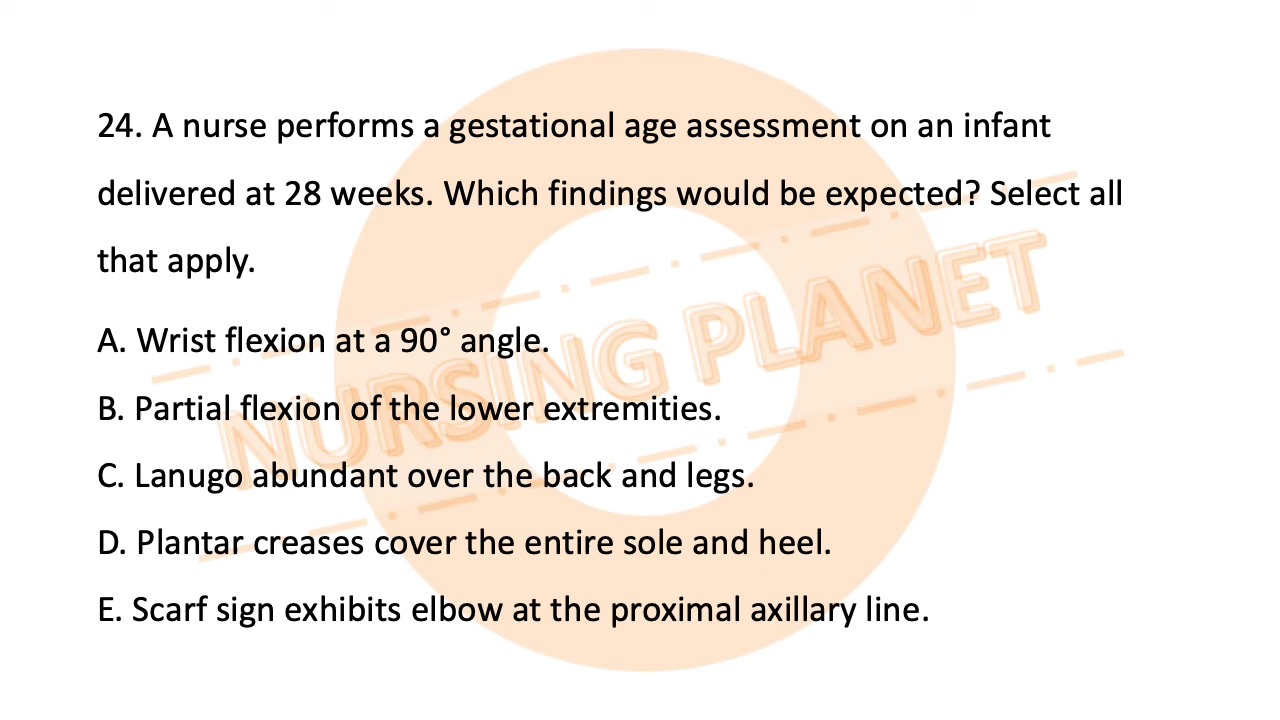 24. A nurse performs a gestational age assessment on an infant
delivered at 28 weeks. Which findings would be expected? Select all
that apply.
A. Wrist flexion at a 90° angle.
B. Partial flexion of the lower extremities.
C. Lanugo abundant over the back and legs.
D. Plantar creases cover the entire sole and heel.
E. Scarf sign exhibits elbow at the proximal axillary line.
NURSING PLANET